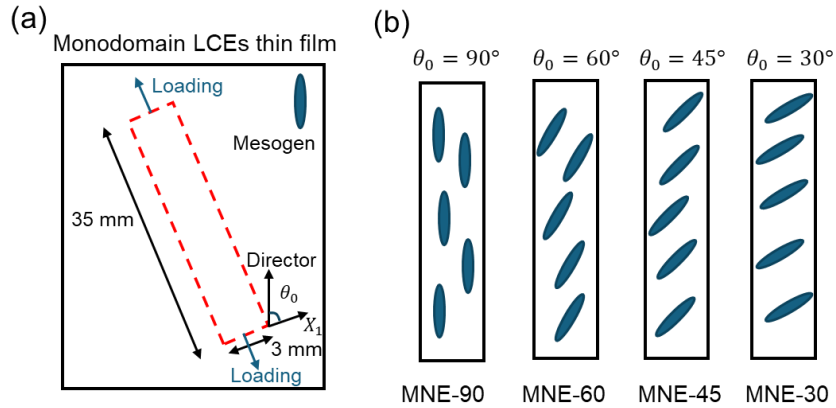 (a)
Monodomain LCEs thin film
Loading
Mesogen
35 mm
Director
θ₀
X₁
3 mm
Loading
(b)
θ₀ = 90°
θ₀ = 60°
θ₀ = 45°
θ₀ = 30°
MNE-90
MNE-60
MNE-45
MNE-30